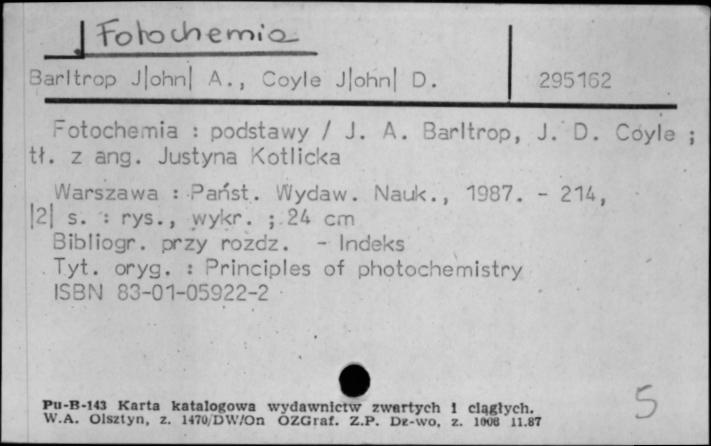 Fotochemia
Barltrop J|ohn| A., Coyle J|ohn| D.
295162
Fotochemia : podstawy / J. A. Barltrop, J. D. Coyle ;
tł. z ang. Justyna Kotlicka
Warszawa : Państ. Wydaw. Nauk., 1987. - 214,
|2| s. : rys., wykr. ; 24 cm
Bibliogr. przy rozdz. - Indeks
Tyt. oryg. : Principles of photochemistry
ISBN 83-01-05922-2
Pu-B-143 Karta katalogowa wydawnictw zwartych i ciągłych.
W.A. Olsztyn, z. 1470/DW/On OZGraf. Z.P. Dz-wo, z. 1006 11.87
5